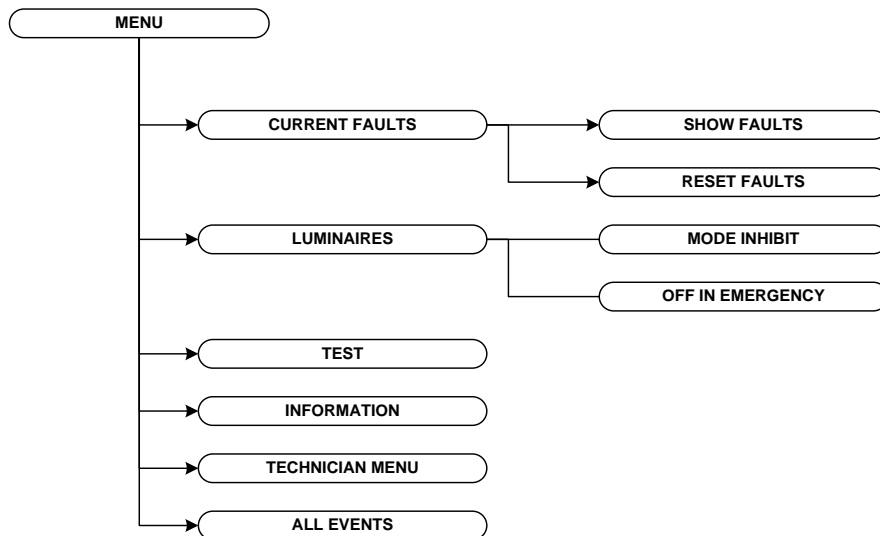 MENU
CURRENT FAULTS
SHOW FAULTS
RESET FAULTS
LUMINAIRES
MODE INHIBIT
OFF IN EMERGENCY
TEST
INFORMATION
TECHNICIAN MENU
ALL EVENTS